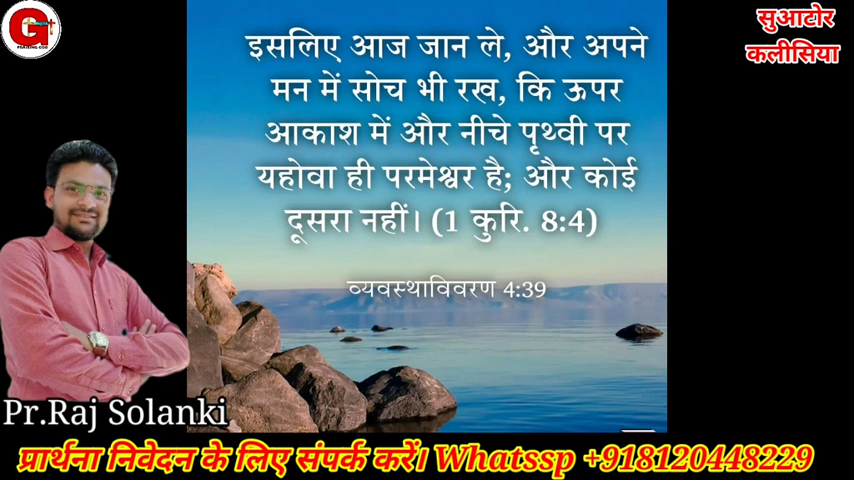 सुआटोर
कलीसिया
इसलिए आज जान ले, और अपने
मन में सोच भी रख, कि ऊपर
आकाश में और नीचे पृथ्वी पर
यहोवा ही परमेश्वर है; और कोई
दूसरा नहीं। (1 कुरि. 8:4)
व्यवस्थाविवरण 4:39
Pr.Raj Solanki
प्रार्थना निवेदन के लिए संपर्क करें। Whatssp +918120448229